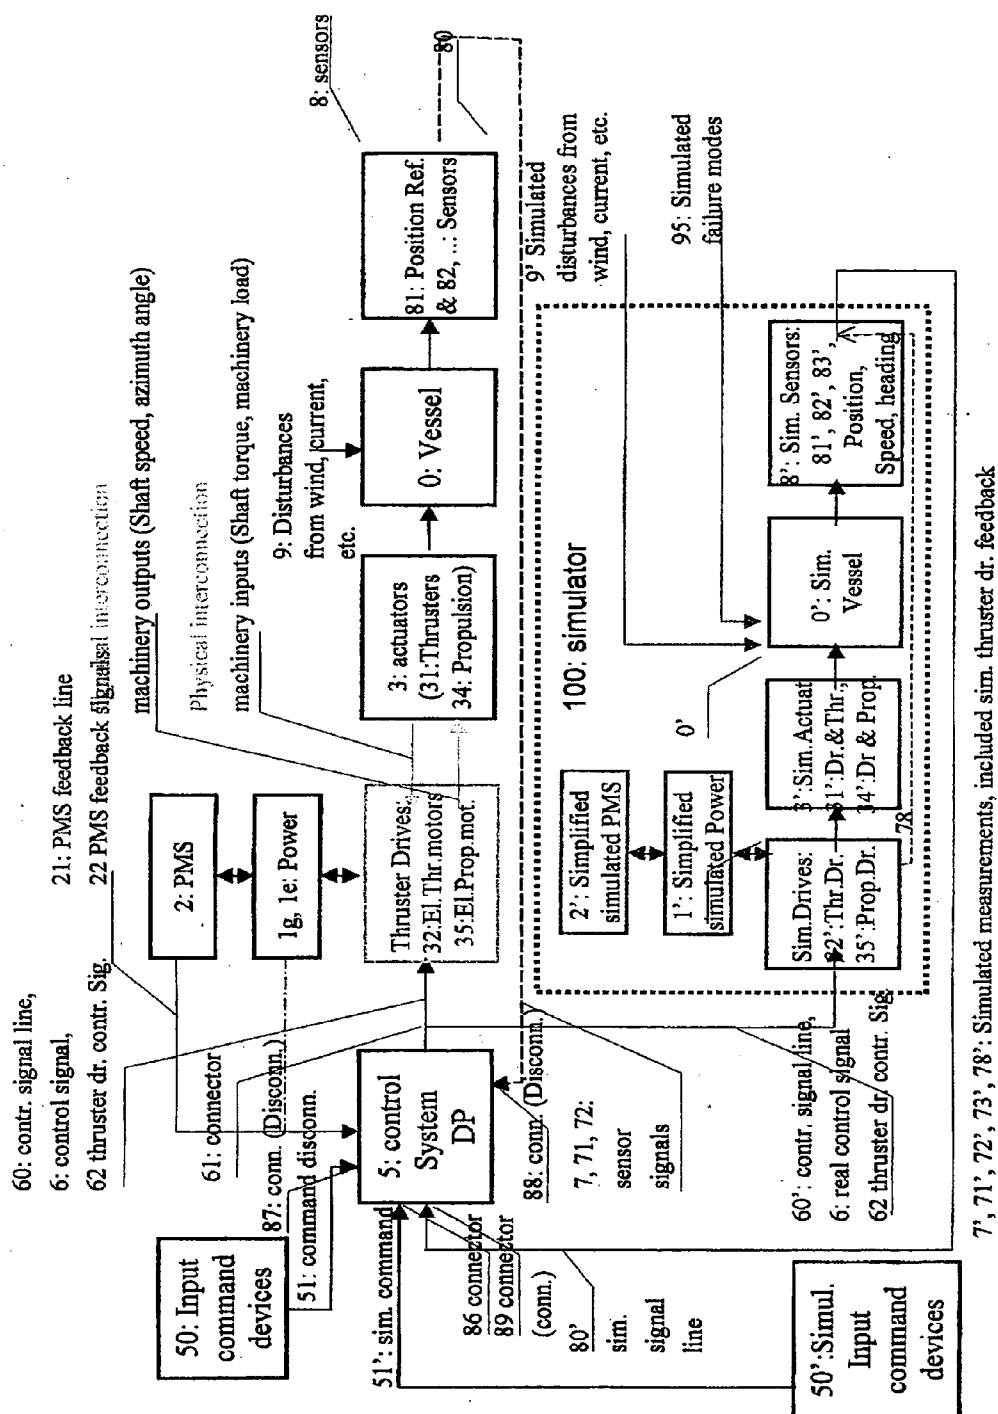 60: contr. signal line,
6: control signal,
62 thruster dr. contr. Sig.
21: PMS feedback line
22 PMS feedback signals
interconnection
machinery outputs (Shaft speed, azimuth angle)
Physical interconnection
machinery inputs (Shaft torque, machinery load)
8: sensors
80
2: PMS
1g, 1e: Power
61: connector
87: conn. (Disconn.)
51: command disconn.
50: Input
command
devices
5: control
System
DP
Thruster Drives:
32:El.Thr.motors
35:El.Prop.mot.
3: actuators
(31:Thrusters
34: Propulsion)
9: Disturbances
from wind, current,
etc.
0: Vessel
81: Position Ref.
& 82, ..: Sensors
51': sim. command
86 connector
89 connector
(conn.)
80'
sim.
signal
line
88: conn. (Disconn.)
7, 71, 72:
sensor
signals
60': contr. signal line,
6: real control signal
62 thruster dr. contr. Sig.
50':Simul.
Input
command
devices
100: simulator
2': Simplified
simulated PMS
1': Simplified
simulated Power
Sim.Drives:
32':Thr.Dr.
35':Prop.Dr.
3':Sim.Actuat
31':Dr.&Thr.,
34':Dr & Prop.
0'
0': Sim.
Vessel
8': Sim. Sensors:
81', 82', 83',
Position,
Speed, heading
78
9' Simulated
disturbances from
wind, current, etc.
95: Simulated
failure modes
7', 71', 72', 73', 78': Simulated measurements, included sim. thruster dr. feedback